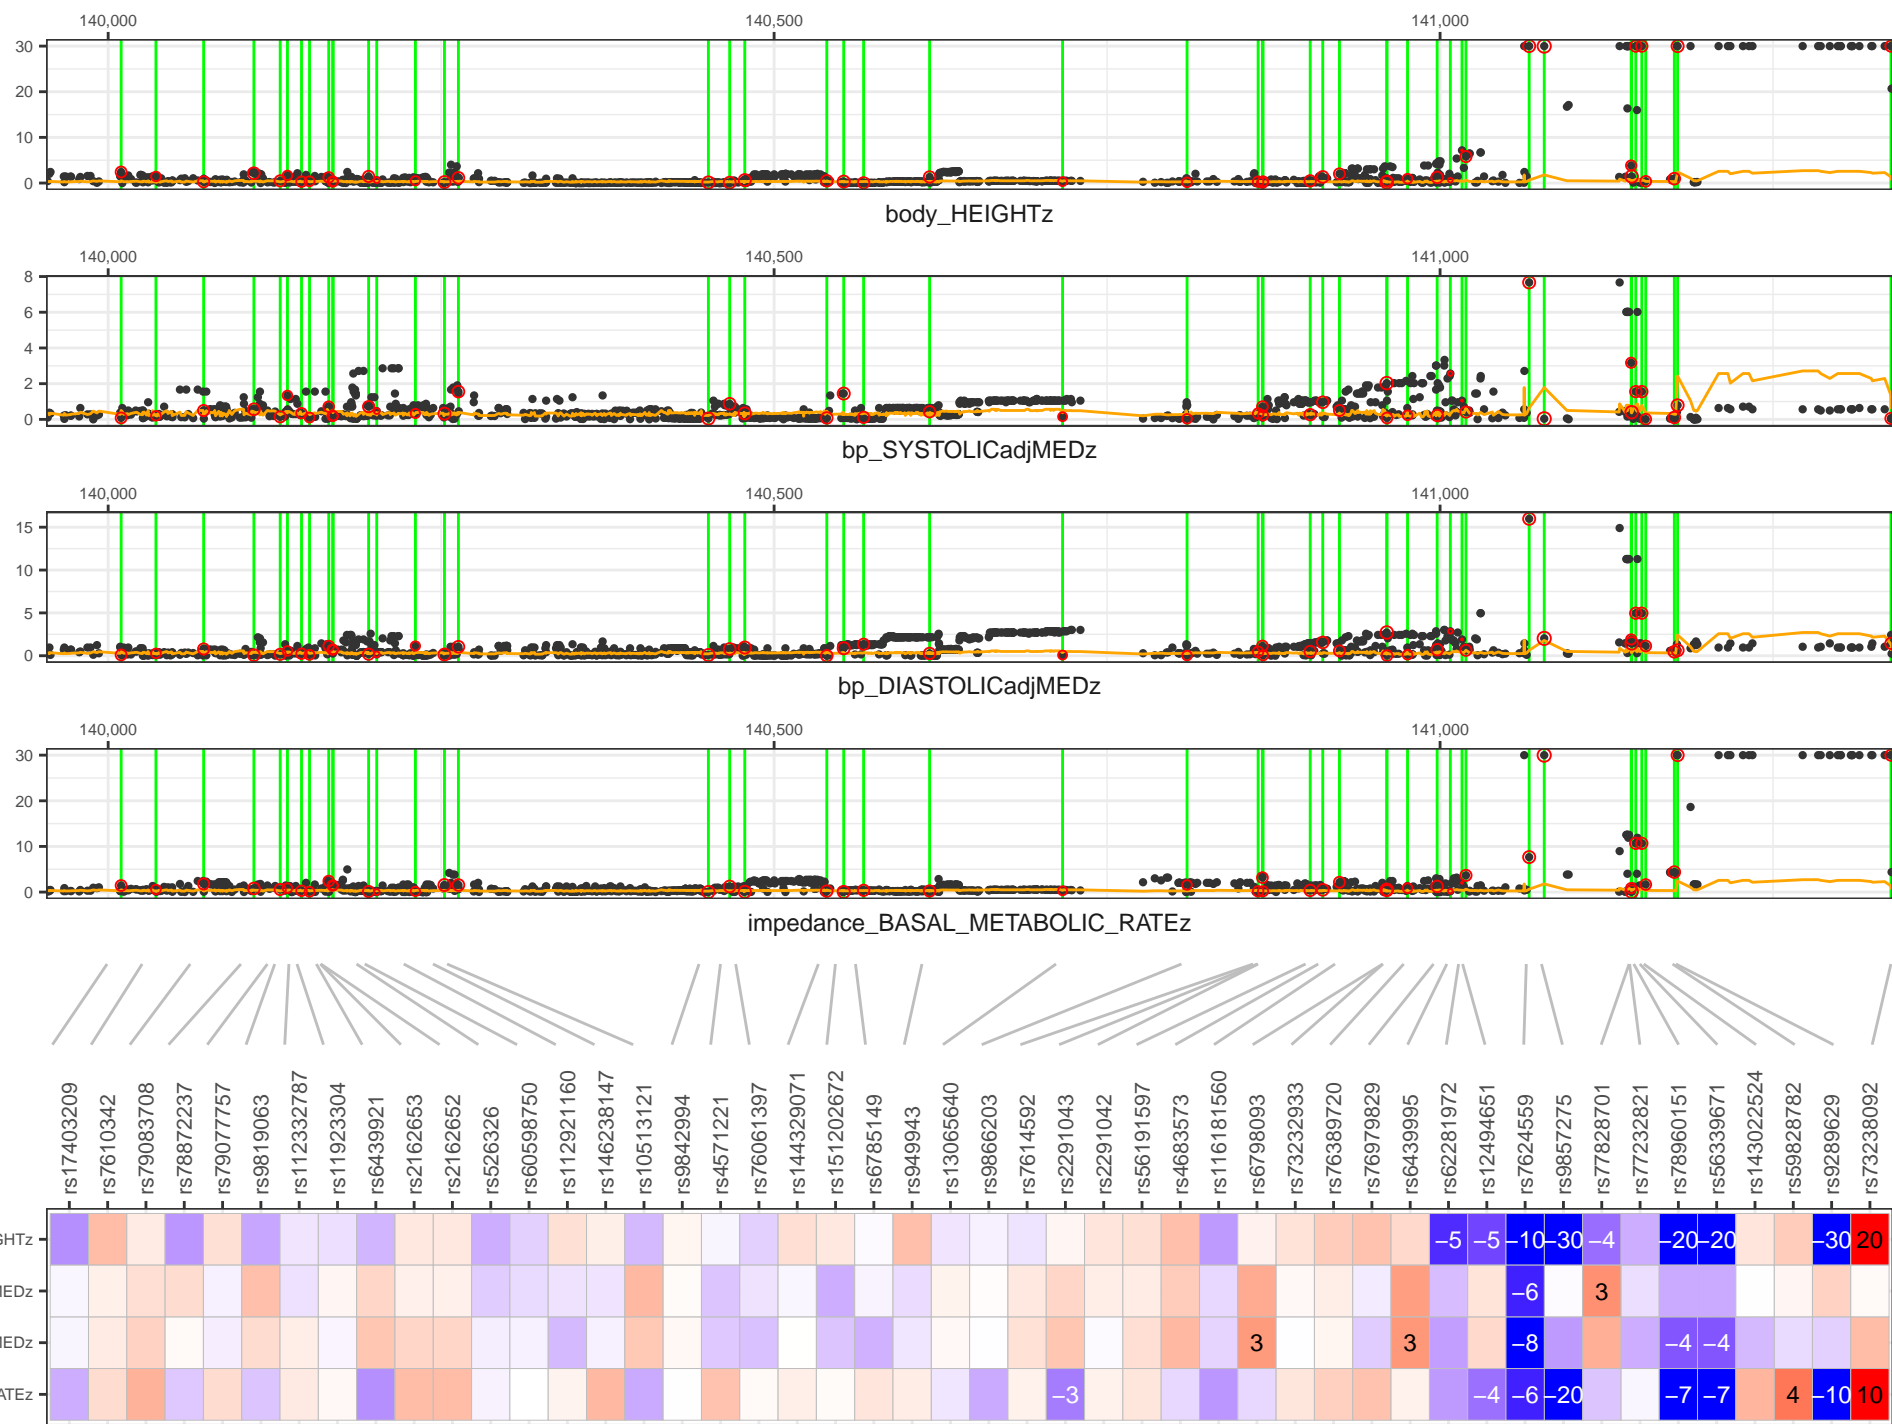 140,000 140,500 141,000
30
20
10
0
body_HEIGHTz
140,000 140,500 141,000
8
6
4
2
0
bp_SYSTOLICadjMEDz
140,000 140,500 141,000
15
10
5
0
bp_DIASTOLICadjMEDz
140,000 140,500 141,000
30
20
10
0
impedance_BASAL_METABOLIC_RATEz
rs17403209
rs7610342
rs79083708
rs78872237
rs79077757
rs9819063
rs112332787
rs11923304
rs6439921
rs2162653
rs2162652
rs526326
rs60598750
rs112921160
rs146238147
rs10513121
rs98429944
rs4571221
rs76061397
rs144329071
rs151202672
rs6785149
rs949943
rs13065640
rs9866203
rs76145592
rs2291043
rs2291042
rs56191597
rs4683573
rs116181560
rs6798093
rs73232933
rs76389720
rs76979829
rs6439995
rs62281972
rs12494651
rs76245559
rs9857275
rs77828701
rs77232821
rs78960151
rs56339671
rs143022524
rs59828782
rs9289629
rs73238092
GHTz −5 −5 −10 −30 −4 −20 −20 −30 20
MEDz −6 3
MEDz 3 3 −8 −4 −4
ATEz −3 −4 −6 −20 −7 −7 4 −10 10